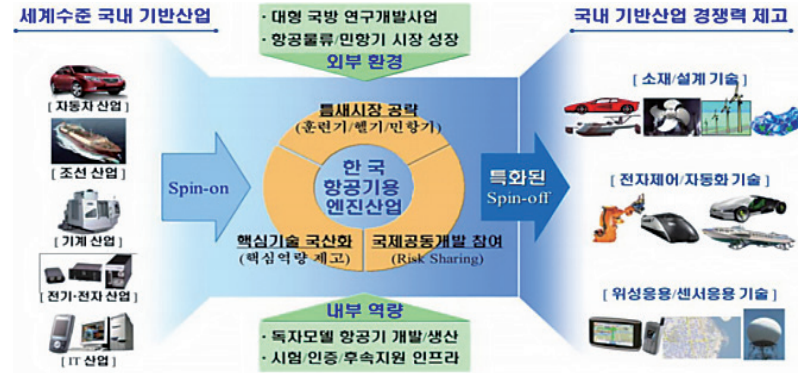 세계수준 국내 기반산업
[ 자동차 산업 ]
[ 조선 산업 ]
[ 기계 산업 ]
[ 전기·전자 산업 ]
[ IT 산업 ]
Spin-on
· 대형 국방 연구개발사업
· 항공물류/민항기 시장 성장
외부 환경
틈새시장 공략
(훈련기/헬기/민항기)
한 국
항공기용
엔진산업
핵심기술 국산화
(핵심역량 제고)
국제공동개발 참여
(Risk Sharing)
내부 역량
· 독자모델 항공기 개발/생산
· 시험/인증/후속지원 인프라
특화된
Spin-off
국내 기반산업 경쟁력 제고
[ 소재/설계 기술 ]
[ 전자제어/자동화 기술 ]
[ 위성응용/센서응용 기술 ]